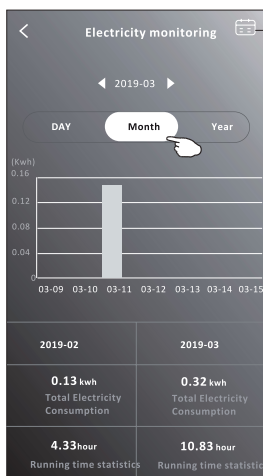 Electricity monitoring
2019-03
DAY Month Year
(Kwh)
0.16
0.12
0.08
0.04
0
03-09 03-10 03-11 03-12 03-13 03-14 03-15
2019-02 2019-03
0.13 kwh 0.32 kwh
Total Electricity Total Electricity
Consumption Consumption
4.33hour 10.83 hour
Running time statistics Running time statistic